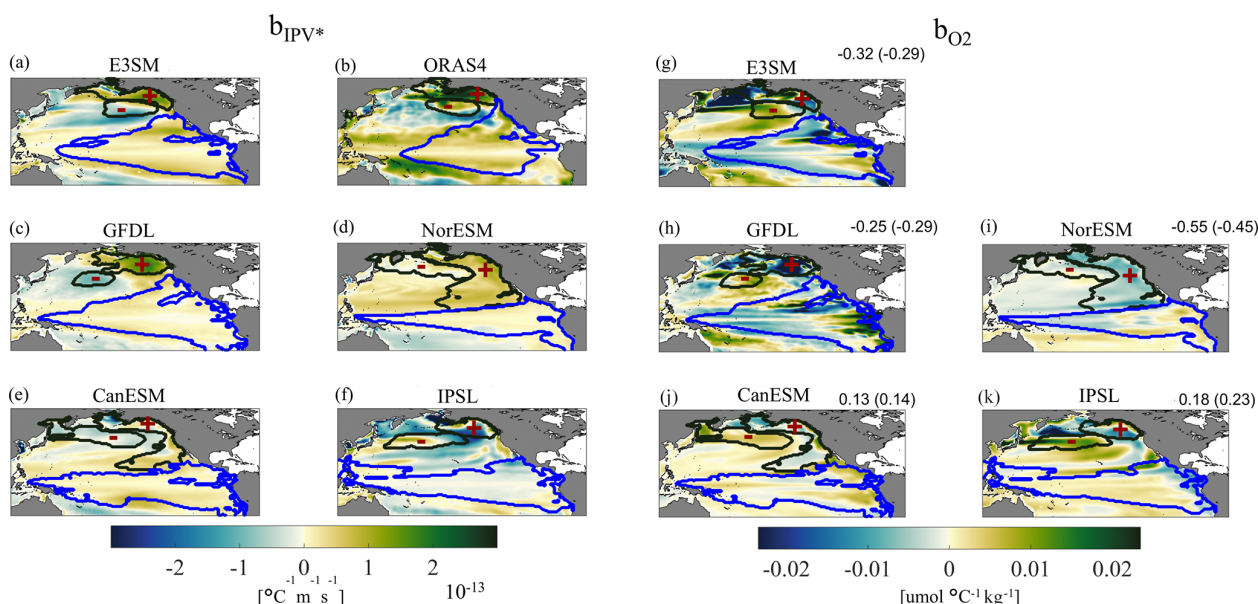 b_IPV*
b_O2
(a) E3SM
(b) ORAS4
(g) E3SM -0.32 (-0.29)
(c) GFDL
(d) NorESM
(h) GFDL -0.25 (-0.29)
(i) NorESM -0.55 (-0.45)
(e) CanESM
(f) IPSL
(j) CanESM 0.13 (0.14)
(k) IPSL 0.18 (0.23)
-2 -1 0 1 2
10^-13
[°C^-1 m^-1 s^-1]
-0.02 -0.01 0 0.01 0.02
[umol °C^-1 kg^-1]